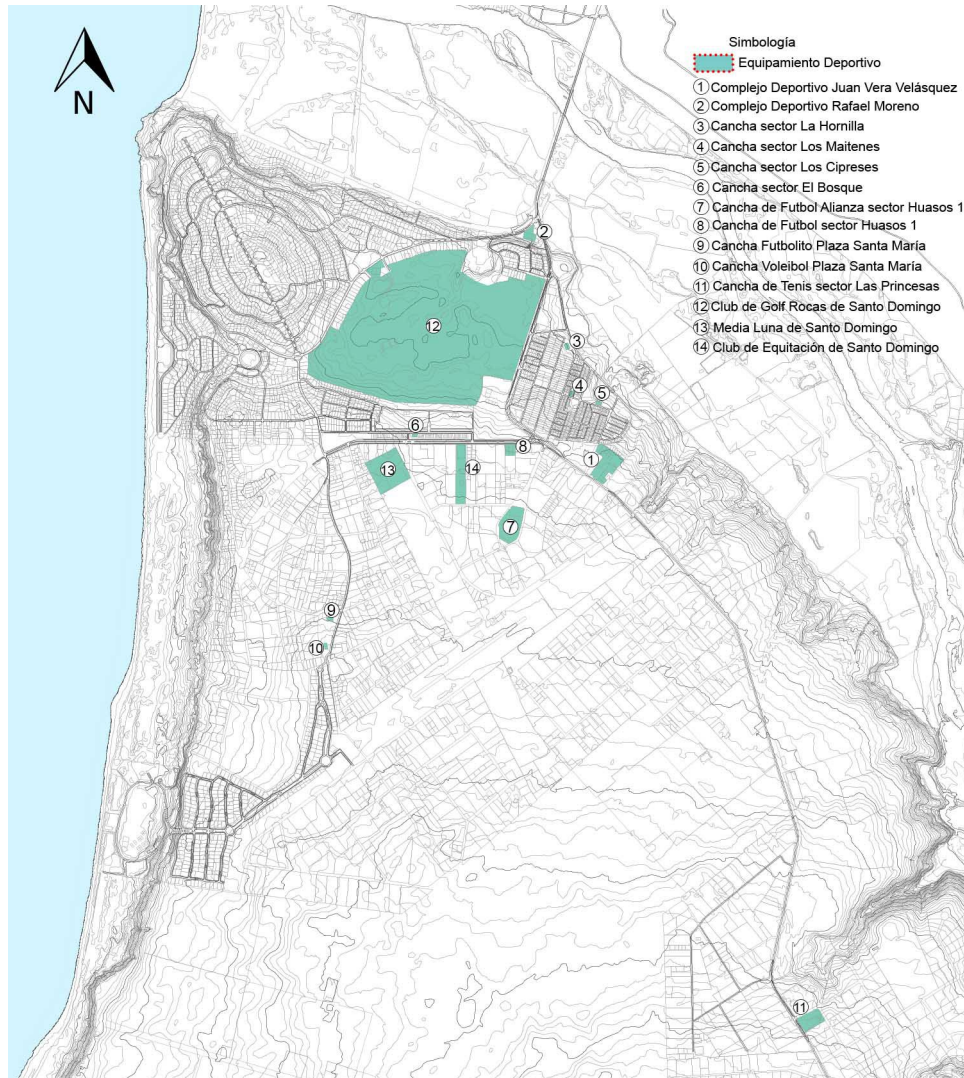 N
Simbología
Equipamiento Deportivo
1 Complejo Deportivo Juan Vera Velásquez
2 Complejo Deportivo Rafael Moreno
3 Cancha sector La Hornilla
4 Cancha sector Los Maitenes
5 Cancha sector Los Cipreses
6 Cancha sector El Bosque
7 Cancha de Futbol Alianza sector Huasos 1
8 Cancha de Futbol sector Huasos 1
9 Cancha Futbolito Plaza Santa María
10 Cancha Voleibol Plaza Santa María
11 Cancha de Tenis sector Las Princesas
12 Club de Golf Rocas de Santo Domingo
13 Media Luna de Santo Domingo
14 Club de Equitación de Santo Domingo
2
12
3
4
5
6
8
1
13
14
7
9
10
11